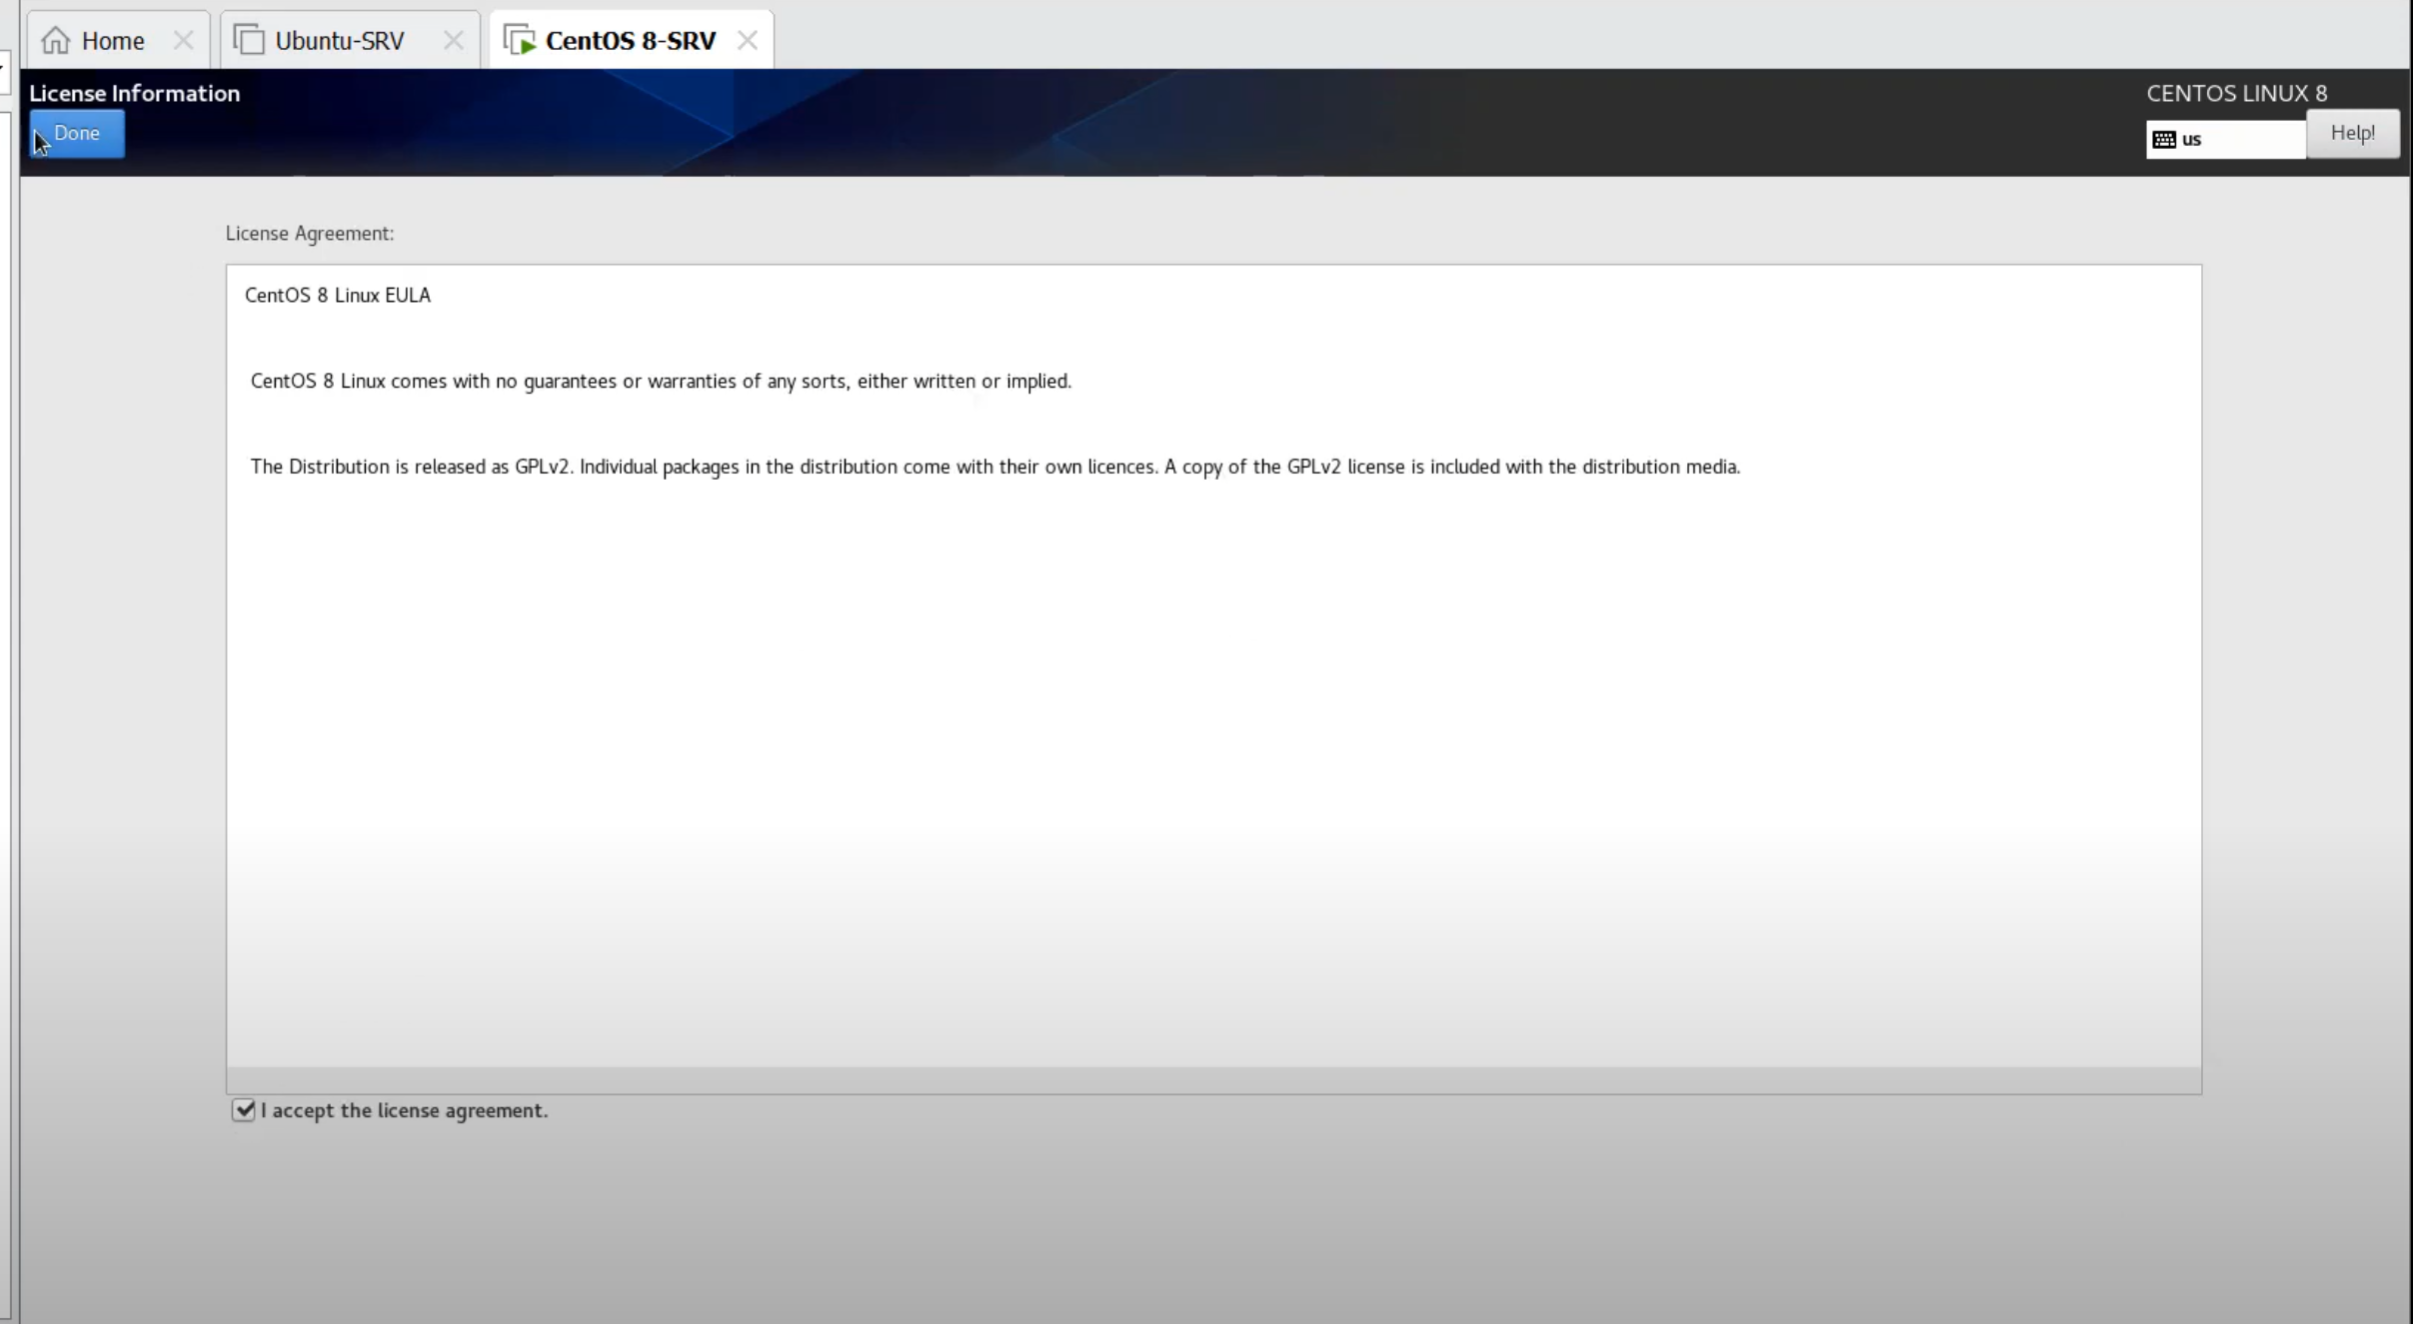 Home
Ubuntu-SRV
CentOS 8-SRV
License Information
CENTOS LINUX 8
Done
us
Help!
License Agreement:
CentOS 8 Linux EULA
CentOS 8 Linux comes with no guarantees or warranties of any sorts, either written or implied.
The Distribution is released as GPLv2. Individual packages in the distribution come with their own licences. A copy of the GPLv2 license is included with the distribution media.
I accept the license agreement.